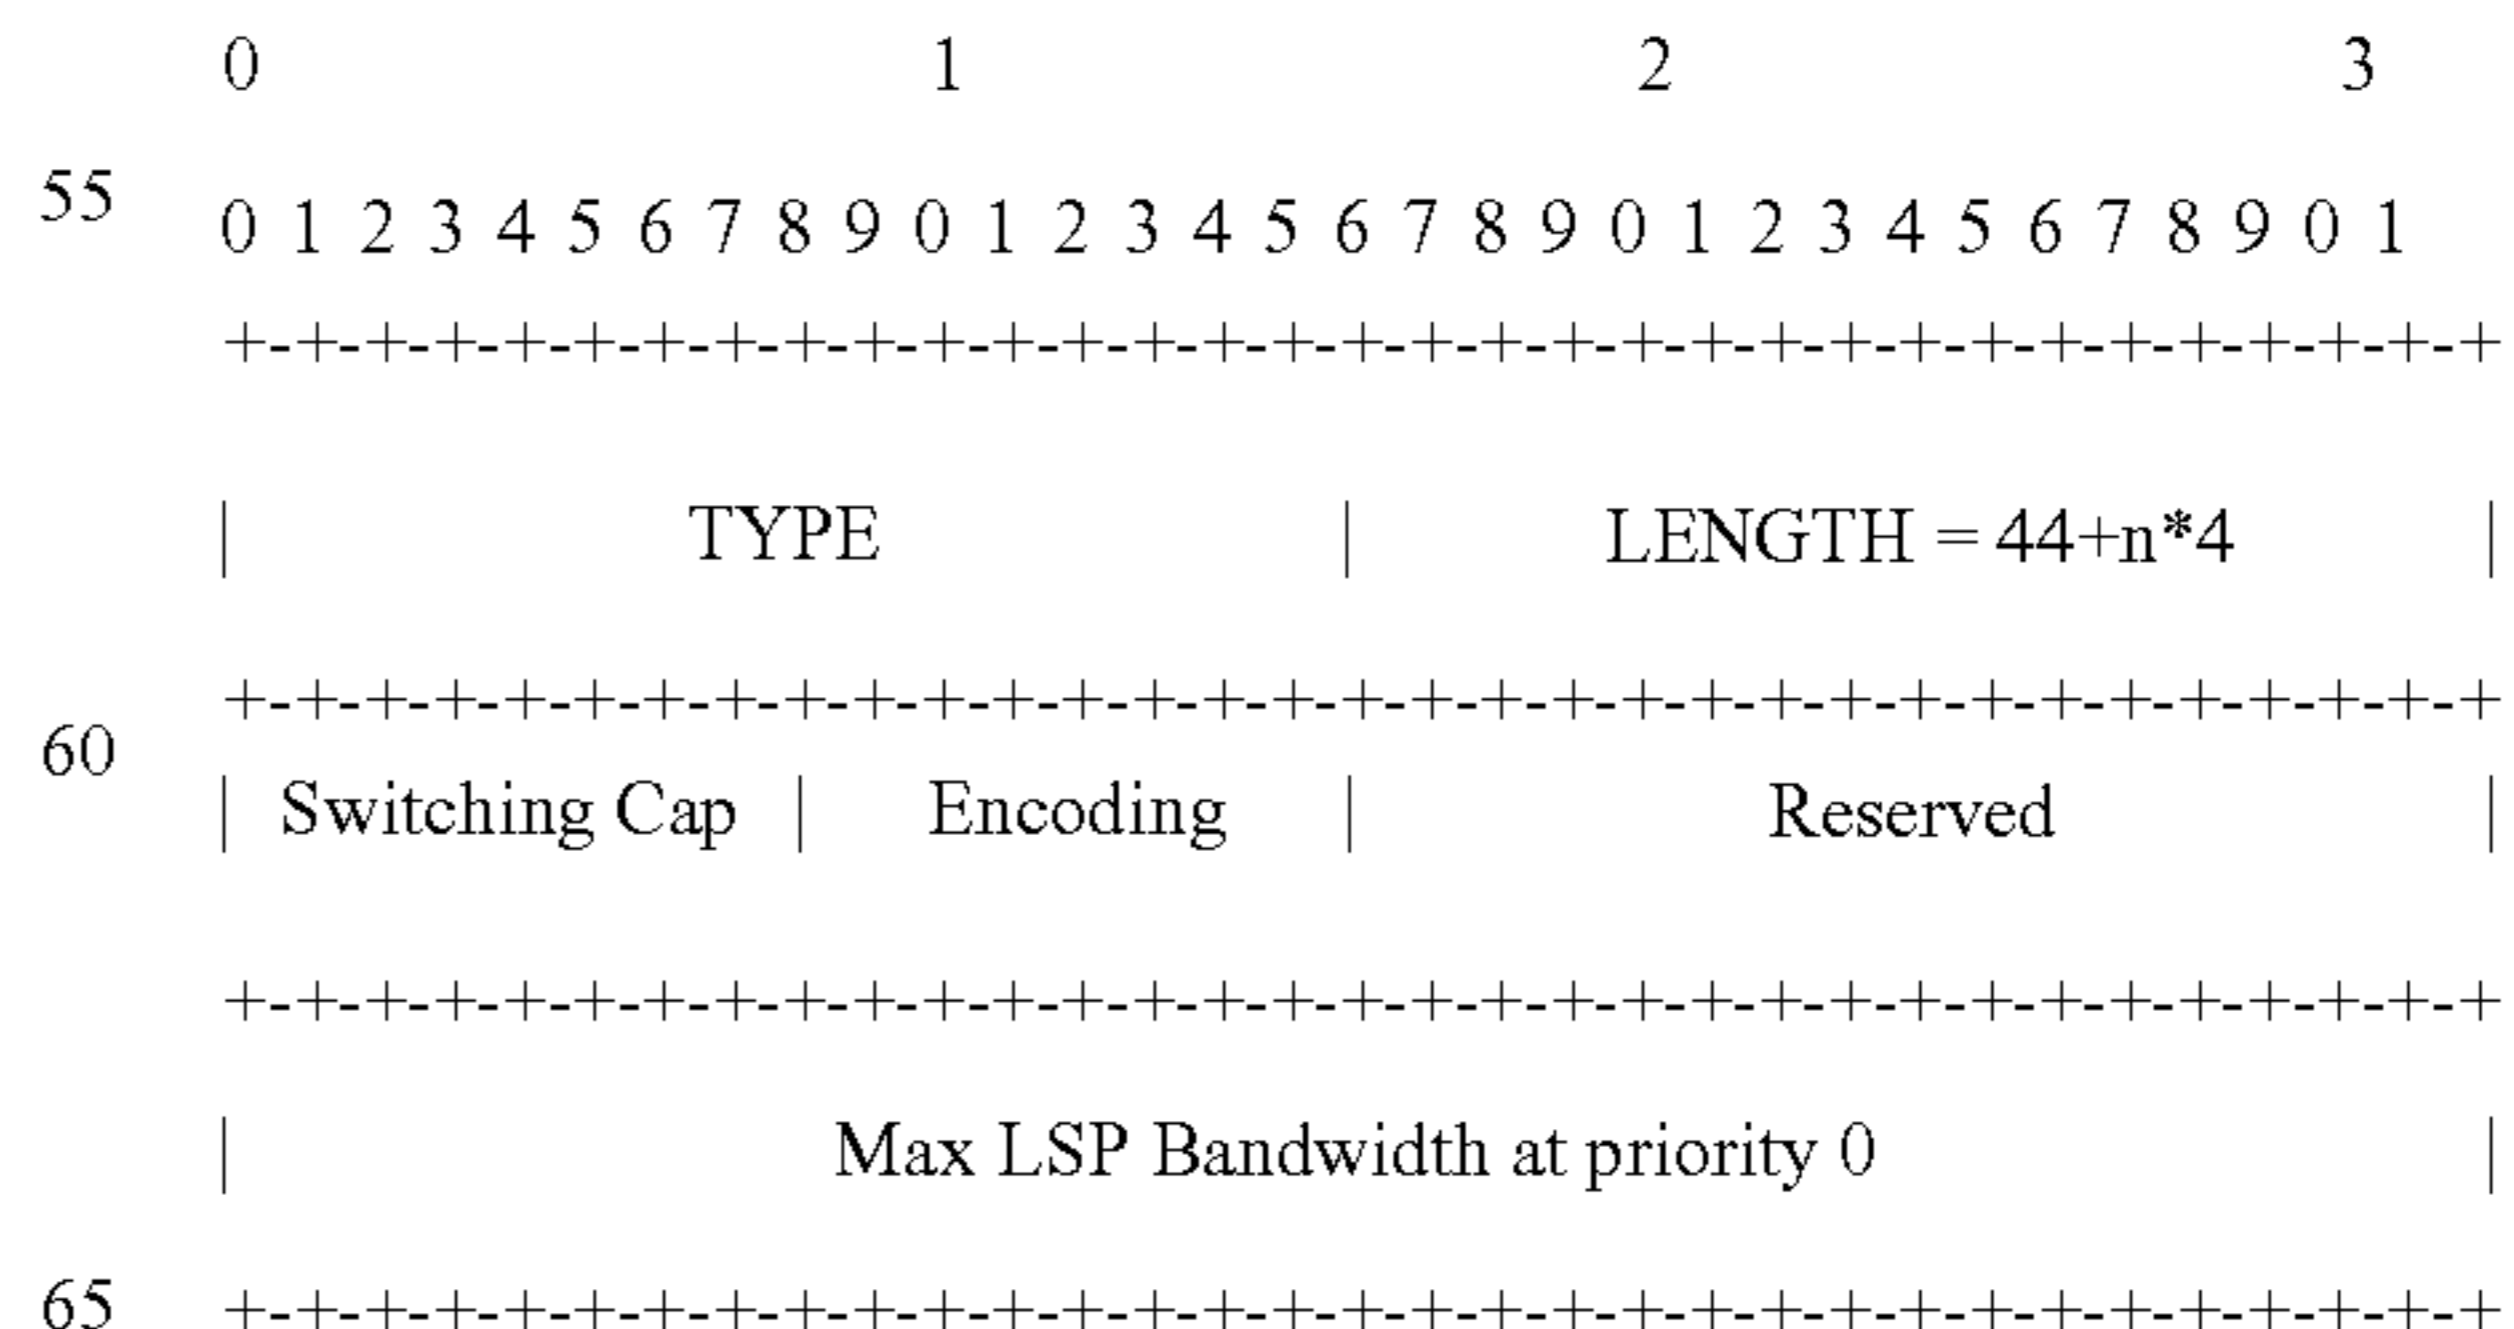 0 1 2 3
55 0 1 2 3 4 5 6 7 8 9 0 1 2 3 4 5 6 7 8 9 0 1 2 3 4 5 6 7 8 9 0 1
+-+-+-+-+-+-+-+-+-+-+-+-+-+-+-+-+-+-+-+-+-+-+-+-+-+-+-+-+-+-+-+-+
| TYPE | LENGTH = 44+n*4 |
+-+-+-+-+-+-+-+-+-+-+-+-+-+-+-+-+-+-+-+-+-+-+-+-+-+-+-+-+-+-+-+-+
60
| Switching Cap | Encoding | Reserved |
+-+-+-+-+-+-+-+-+-+-+-+-+-+-+-+-+-+-+-+-+-+-+-+-+-+-+-+-+-+-+-+-+
| Max LSP Bandwidth at priority 0 |
65 +-+-+-+-+-+-+-+-+-+-+-+-+-+-+-+-+-+-+-+-+-+-+-+-+-+-+-+-+-+-+-+-+